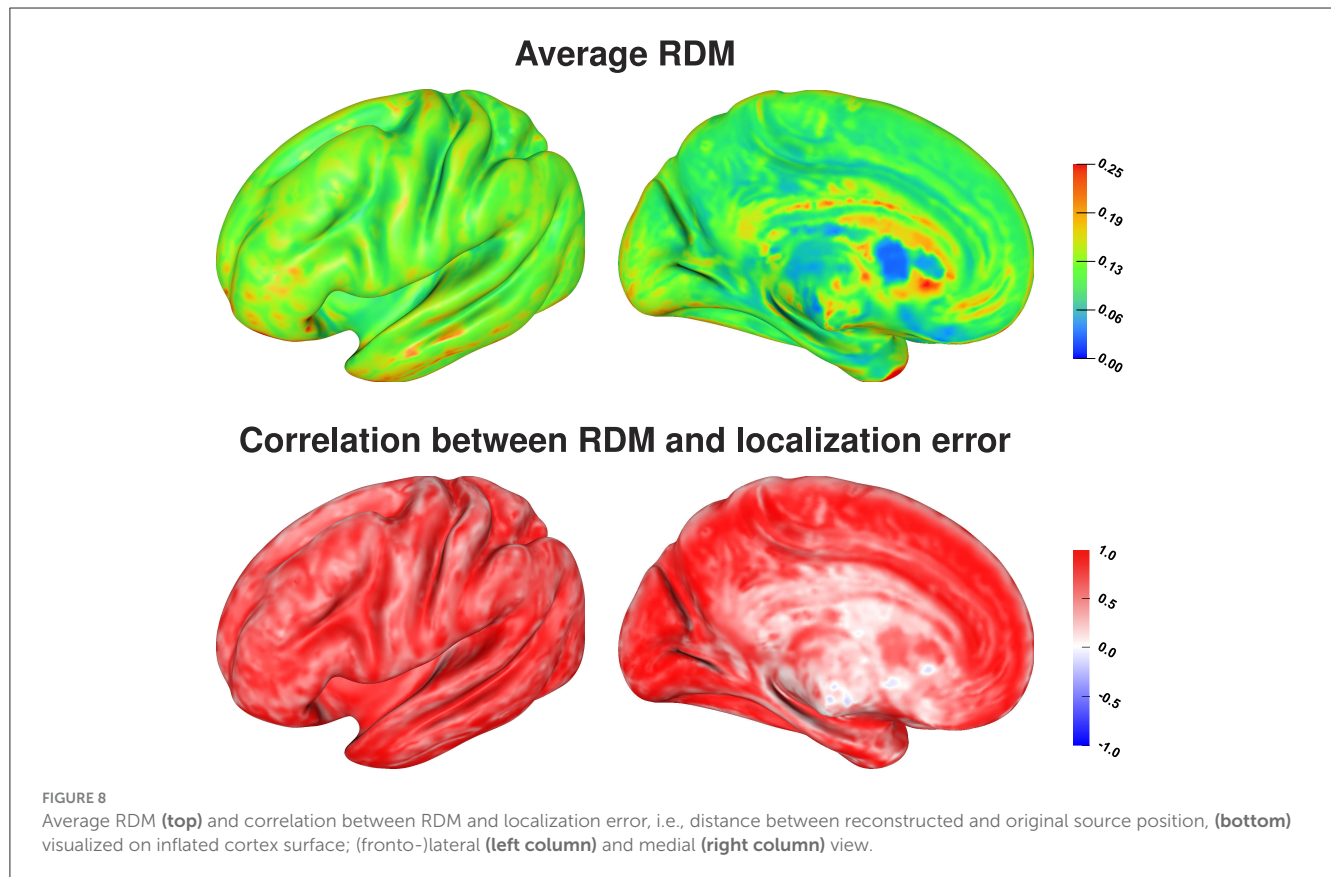 Average RDM
0.25
0.19
0.13
0.06
0.00
Correlation between RDM and localization error
1.0
0.5
0.0
-0.5
-1.0
FIGURE 8
Average RDM (top) and correlation between RDM and localization error, i.e., distance between reconstructed and original source position, (bottom)
visualized on inflated cortex surface; (fronto-)lateral (left column) and medial (right column) view.